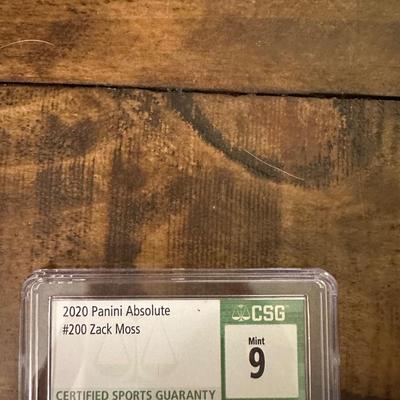 2020 Panini Absolute
#200 Zack Moss
CERTIFIED SPORTS GUARANTY
CSG
Mint
9